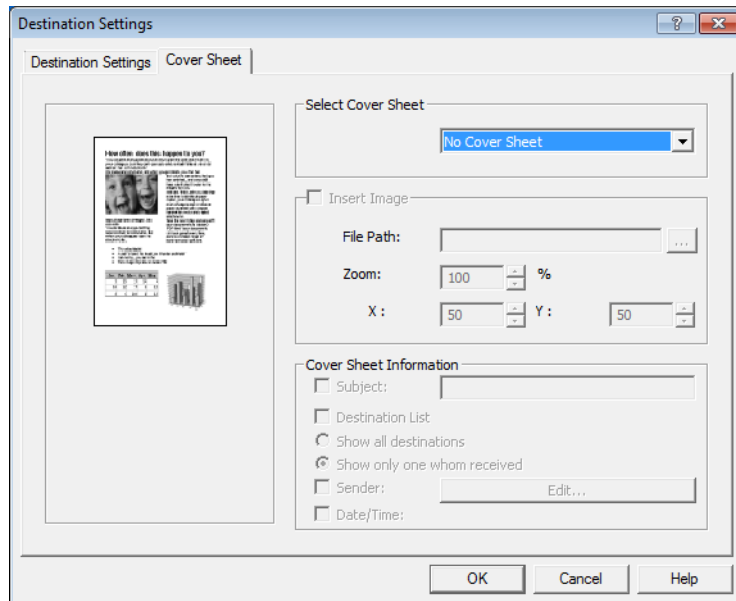 Destination Settings
Destination Settings Cover Sheet
How often does this happen to you?
Select Cover Sheet
No Cover Sheet
Insert Image
File Path:
...
Zoom: 100 %
X : 50 Y : 50
Cover Sheet Information
Subject:
Destination List
Show all destinations
Show only one whom received
Sender: Edit...
Date/Time:
OK Cancel Help